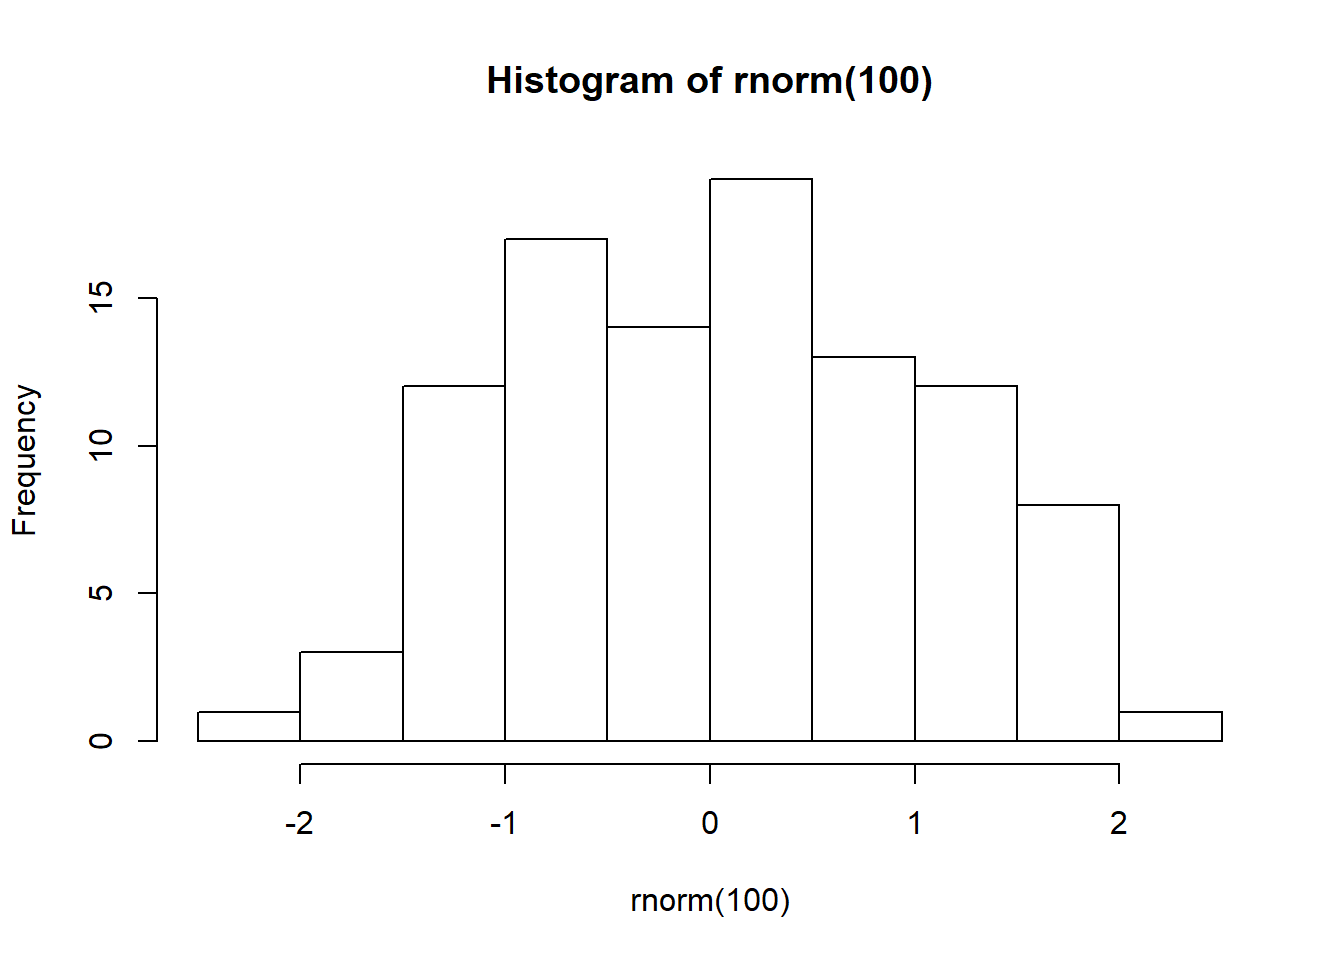 Histogram of rnorm(100)
Frequency
15
10
5
0
-2 -1 0 1 2
rnorm(100)